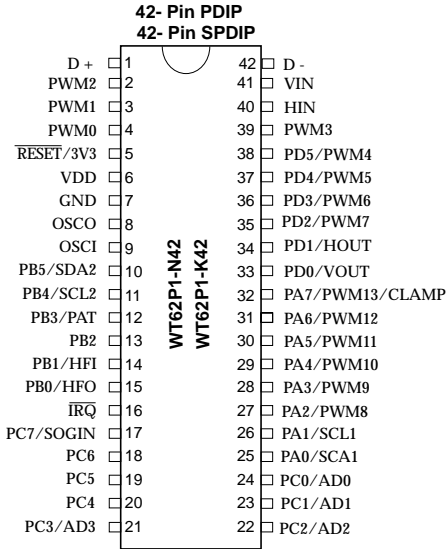 42- Pin PDIP
42- Pin SPDIP
D + 1 42 D -
PWM2 2 41 VIN
PWM1 3 40 HIN
PWM0 4 39 PWM3
RESET/3V3 5 38 PD5/PWM4
VDD 6 37 PD4/PWM5
GND 7 36 PD3/PWM6
OSCO 8 35 PD2/PWM7
OSCI 9 34 PD1/HOUT
PB5/SDA2 10 33 PD0/VOUT
PB4/SCL2 11 32 PA7/PWM13/CLAMP
PB3/PAT 12 31 PA6/PWM12
PB2 13 30 PA5/PWM11
PB1/HFI 14 29 PA4/PWM10
PB0/HFO 15 28 PA3/PWM9
IRQ 16 27 PA2/PWM8
PC7/SOGIN 17 26 PA1/SCL1
PC6 18 25 PA0/SCA1
PC5 19 24 PC0/AD0
PC4 20 23 PC1/AD1
PC3/AD3 21 22 PC2/AD2
WT62P1-N42
WT62P1-K42